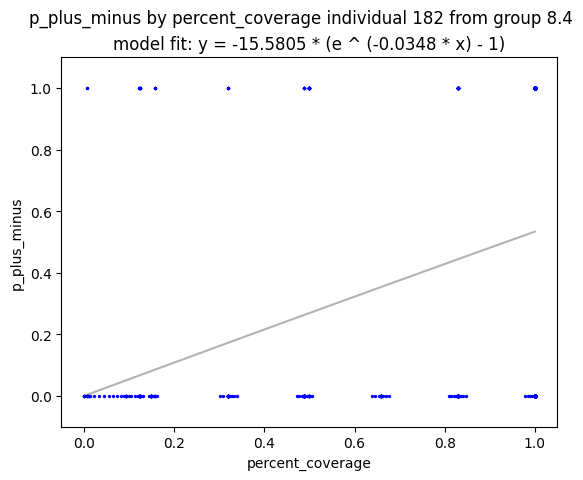 p_plus_minus by percent_coverage individual 182 from group 8.4
model fit: y = -15.5805 * (e ^ (-0.0348 * x) - 1)
1.0
0.8
0.6
0.4
0.2
0.0
p_plus_minus
0.0 0.2 0.4 0.6 0.8 1.0
percent_coverage